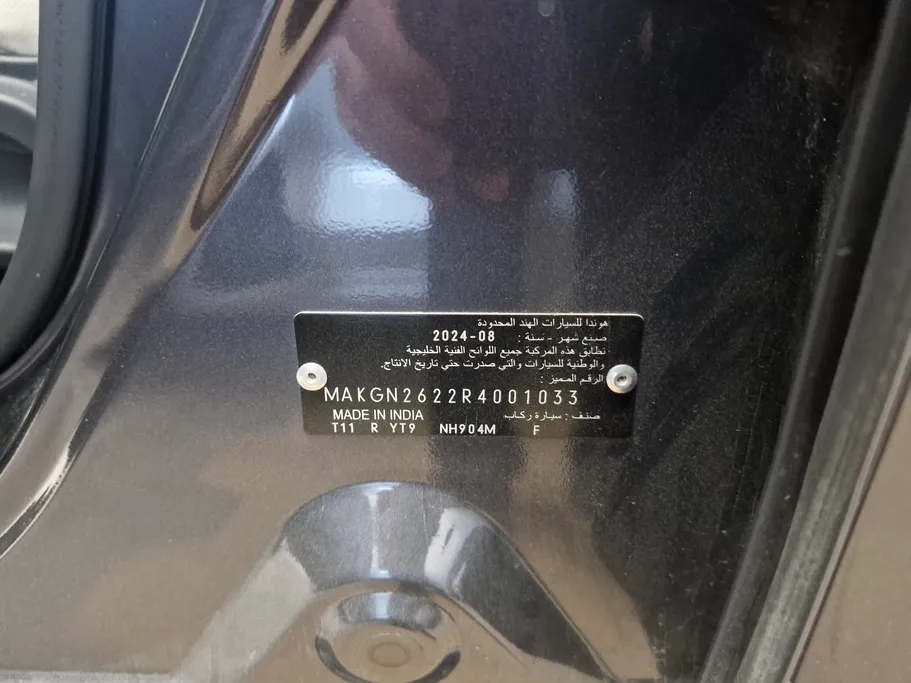 هوندا للسيارات الهند المحدودة
صنع شهر - سنة : 2024-08
تطابق هذه المركبة جميع اللوائح الفنية الخليجية
والوطنية للسيارات والتي صدرت حتي تاريخ الانتاج.
الرقم المميز :
MAKGN2622R4001033
MADE IN INDIA صنف : سيارة ركاب
T11 R YT9 NH904M F